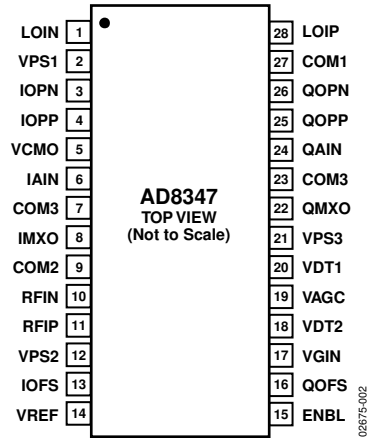 LOIN 1
VPS1 2
IOPN 3
IOPP 4
VCMO 5
IAIN 6
COM3 7
IMXO 8
COM2 9
RFIN 10
RFIP 11
VPS2 12
IOFS 13
VREF 14
AD8347
TOP VIEW
(Not to Scale)
28 LOIP
27 COM1
26 QOPN
25 QOPP
24 QAIN
23 COM3
22 QMXO
21 VPS3
20 VDT1
19 VAGC
18 VDT2
17 VGIN
16 QOFS
15 ENBL
02675-002